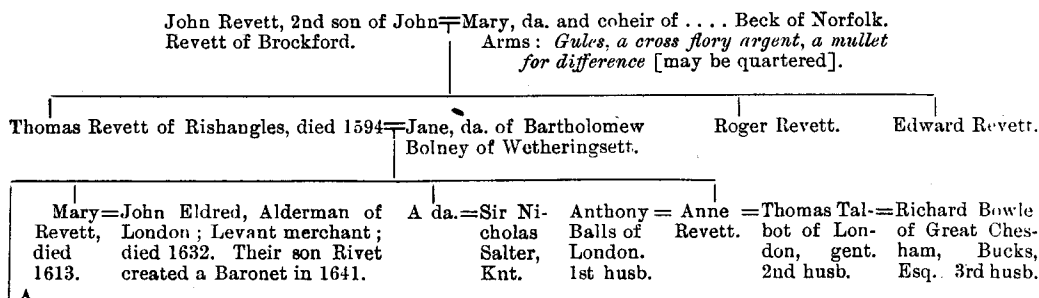 John Revett, 2nd son of John=Mary, da. and coheir of .... Beck of Norfolk.
Revett of Brockford. Arms: Gules, a cross flory argent, a mullet
for difference [may be quartered].
Thomas Revett of Rishangles, died 1594=Jane, da. of Bartholomew Roger Revett. Edward Revett.
Bolney of Wetheringsett.
Mary=John Eldred, Alderman of A da.=Sir Ni- Anthony = Anne =Thomas Tal-=Richard Bowle
Revett, London; Levant merchant; cholas Balls of Revett. bot of Lon- of Great Ches-
died died 1632. Their son Rivet Salter, London. don, gent. ham, Bucks,
1613. created a Baronet in 1641. Knt. 1st husb. 2nd husb. Esq. 3rd husb.
A